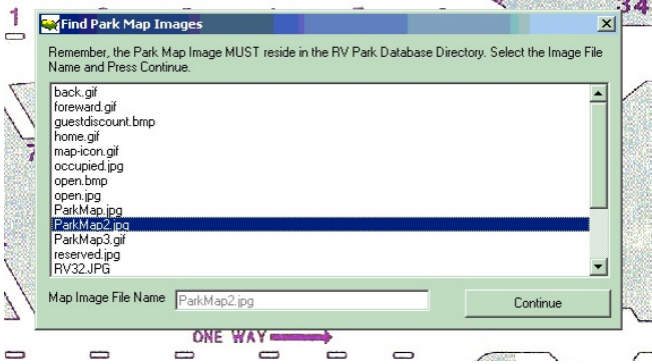 1
34
Find Park Map Images
Remember, the Park Map Image MUST reside in the RV Park Database Directory. Select the Image File
Name and Press Continue.
back.gif
foreward.gif
guestdiscount.bmp
home.gif
map-icon.gif
occupied.jpg
open.bmp
open.jpg
ParkMap.jpg
ParkMap2.jpg
ParkMap3.gif
reserved.jpg
RV32.JPG
Map Image File Name
ParkMap2.jpg
Continue
ONE WAY